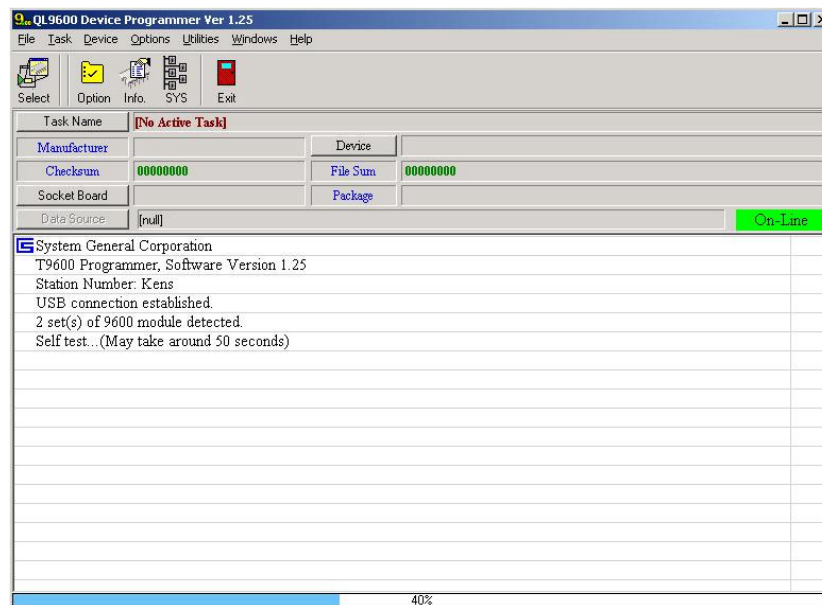 QL9600 Device Programmer Ver 1.25
File Task Device Options Utilities Windows Help
Select Option Info. SYS Exit
Task Name [No Active Task]
Manufacturer Device
Checksum 00000000 File Sum 00000000
Socket Board Package
Data Source [null] On-Line
System General Corporation
T9600 Programmer, Software Version 1.25
Station Number: Kens
USB connection established.
2 set(s) of 9600 module detected.
Self test...(May take around 50 seconds)
40%